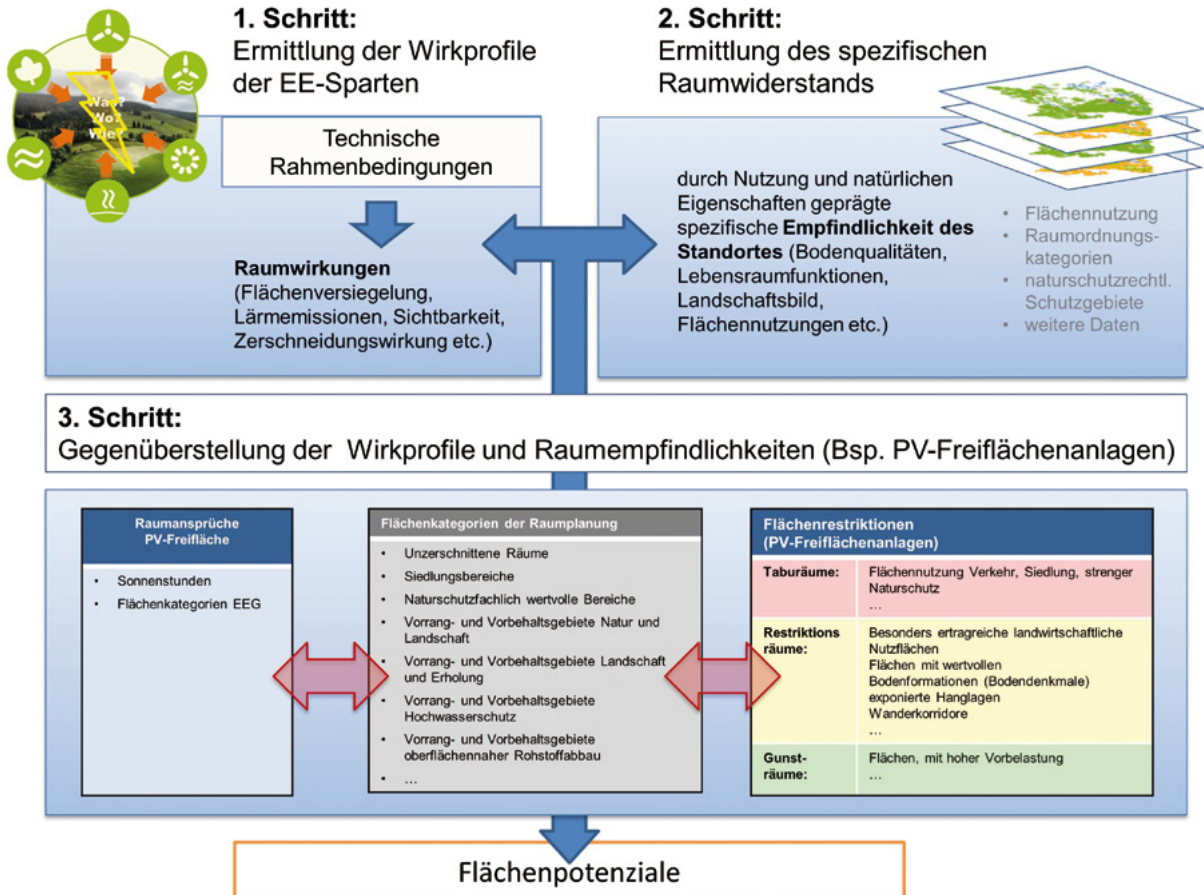 1. Schritt:
Ermittlung der Wirkprofile
der EE-Sparten
2. Schritt:
Ermittlung des spezifischen
Raumwiderstands
Was?
Wo?
Wie?
Technische
Rahmenbedingungen
Raumwirkungen
(Flächenversiegelung,
Lärmemissionen, Sichtbarkeit,
Zerschneidungswirkung etc.)
durch Nutzung und natürlichen
Eigenschaften geprägte
spezifische Empfindlichkeit des
Standortes (Bodenqualitäten,
Lebensraumfunktionen,
Landschaftsbild,
Flächennutzungen etc.)
• Flächennutzung
• Raumordnungs-
kategorien
• naturschutzrechtl.
Schutzgebiete
• weitere Daten
3. Schritt:
Gegenüberstellung der Wirkprofile und Raumempfindlichkeiten (Bsp. PV-Freiflächenanlagen)
Raumansprüche
PV-Freifläche
• Sonnenstunden
• Flächenkategorien EEG
Flächenkategorien der Raumplanung
• Unzerschnittene Räume
• Siedlungsbereiche
• Naturschutzfachlich wertvolle Bereiche
• Vorrang- und Vorbehaltsgebiete Natur und
Landschaft
• Vorrang- und Vorbehaltsgebiete Landschaft
und Erholung
• Vorrang- und Vorbehaltsgebiete
Hochwasserschutz
• Vorrang- und Vorbehaltsgebiete
oberflächennaher Rohstoffabbau
• …
Flächenrestriktionen
(PV-Freiflächenanlagen)
Taburäume: Flächennutzung Verkehr, Siedlung, strenger
Naturschutz
…
Restriktions Besonders ertragreiche landwirtschaftliche
räume: Nutzflächen
Flächen mit wertvollen
Bodenformationen (Bodendenkmale)
exponierte Hanglagen
Wanderkorridore
…
Gunst- Flächen, mit hoher Vorbelastung
räume: …
Flächenpotenziale